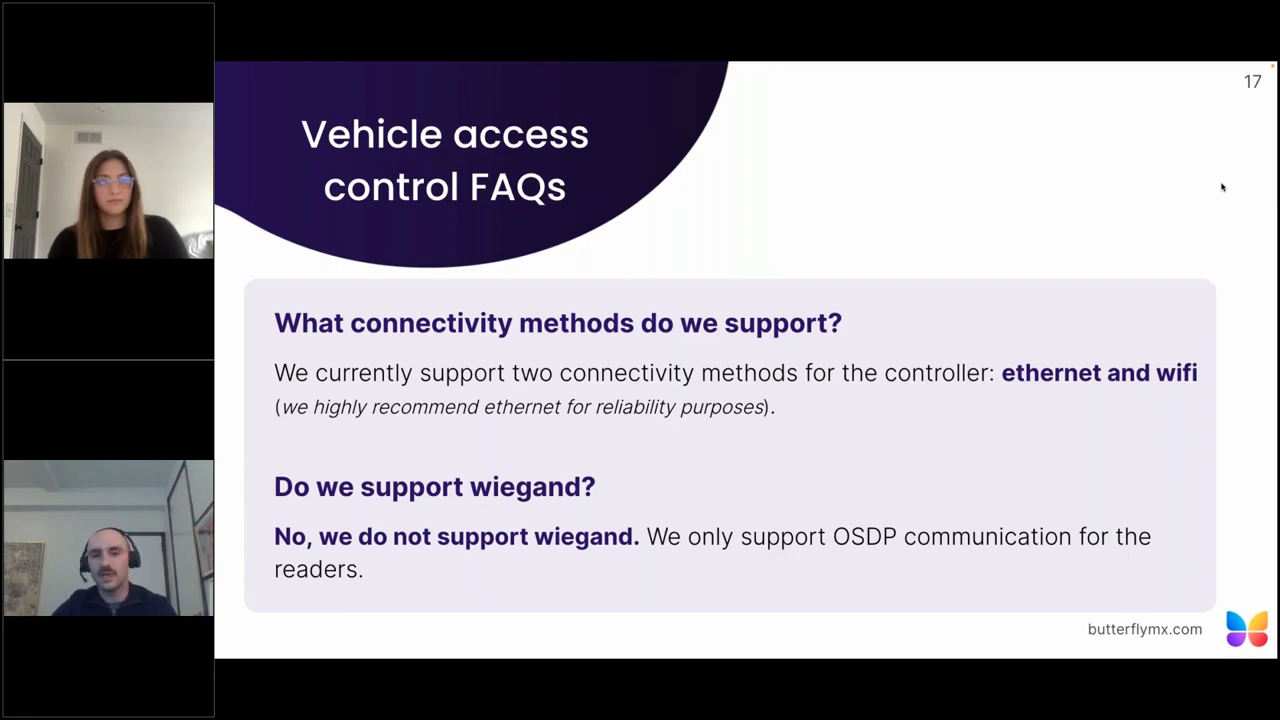 17
Vehicle access
control FAQs
What connectivity methods do we support?
We currently support two connectivity methods for the controller: ethernet and wifi
(we highly recommend ethernet for reliability purposes).
Do we support wiegand?
No, we do not support wiegand. We only support OSDP communication for the
readers.
butterflymx.com